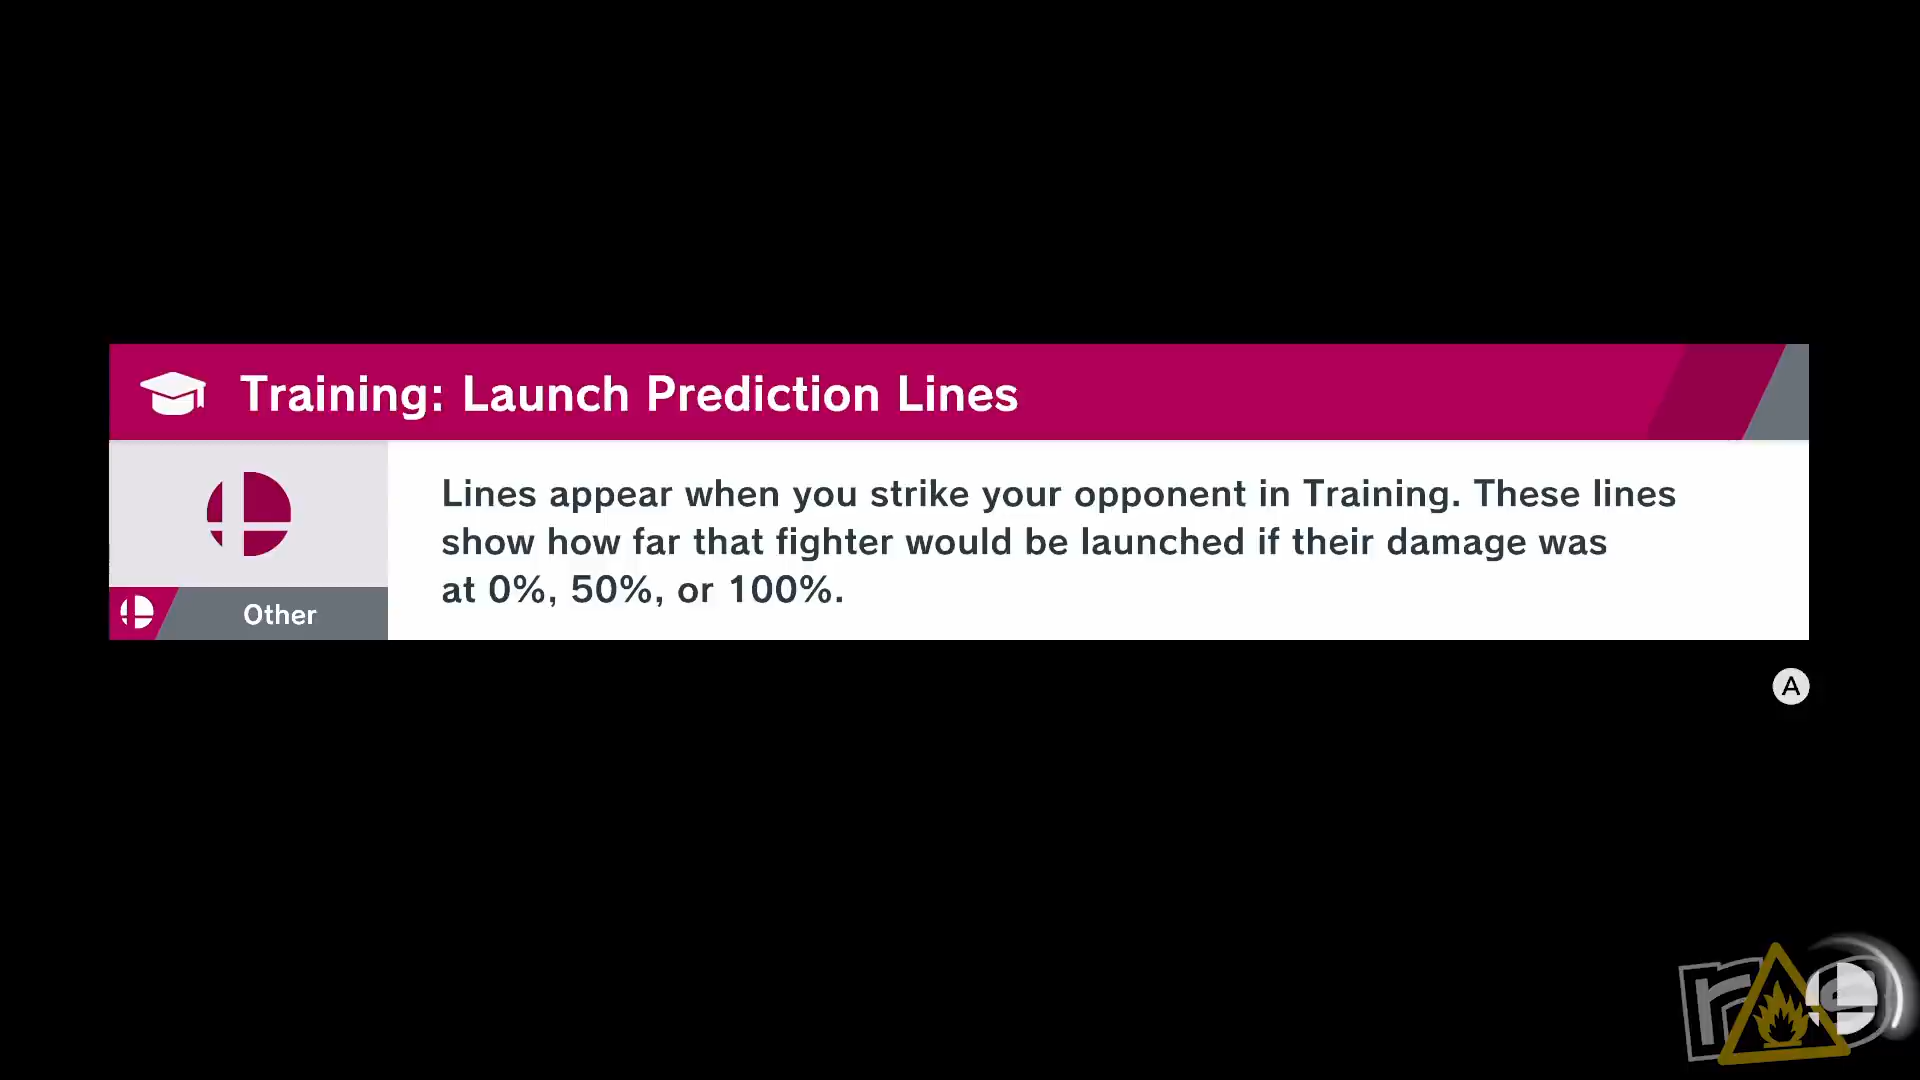 Training: Launch Prediction Lines
Lines appear when you strike your opponent in Training. These lines
show how far that fighter would be launched if their damage was
at 0%, 50%, or 100%.
Other
A